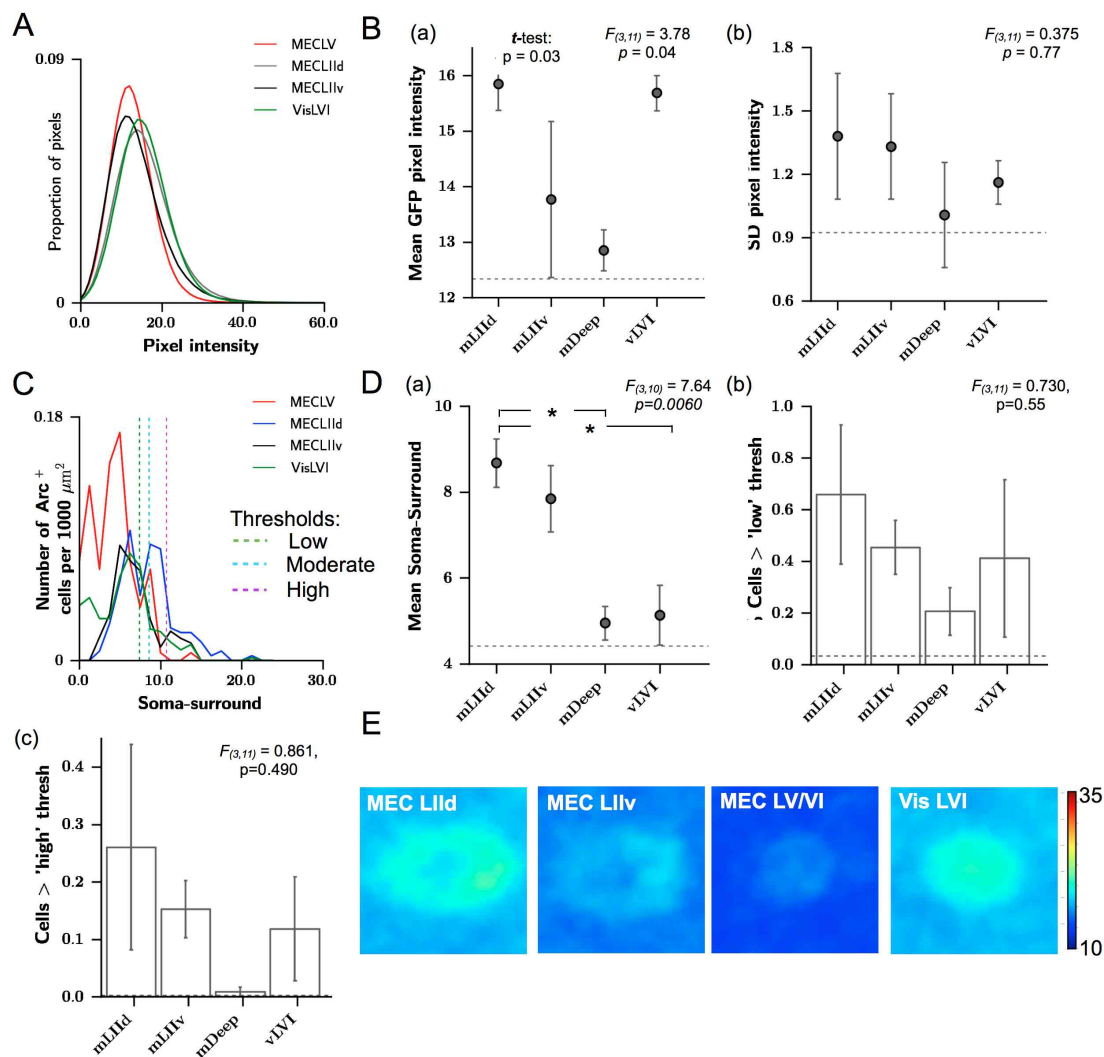 A
MECLV
MECLIId
MECLIIv
VisLVI
0.09
0
Proportion of pixels
0.0
20.0
40.0
60.0
Pixel intensity
B
(a)
t-test:
p = 0.03
F(3,11) = 3.78
p = 0.04
16
15
14
13
12
Mean GFP pixel intensity
mLIId
mLIIv
mDeep
vLVI
(b)
F(3,11) = 0.375
p = 0.77
1.8
1.5
1.2
0.9
0.6
SD pixel intensity
mLIId
mLIIv
mDeep
vLVI
C
MECLV
MECLIId
MECLIIv
VisLVI
0.18
0
Number of Arc +
cells per 1000 μm2
Thresholds:
Low
Moderate
High
0.0
10.0
20.0
30.0
Soma-surround
D
(a)
F(3,10) = 7.64
p=0.0060
*
*
10
8
6
4
Mean Soma-Surround
mLIId
mLIIv
mDeep
vLVI
(b)
F(3,11) = 0.730,
p=0.55
1.0
0.8
0.6
0.4
0.2
0.0
Cells > 'low' thresh
mLIId
mLIIv
mDeep
vLVI
(c)
F(3,11) = 0.861,
p=0.490
0.4
0.3
0.2
0.1
0.0
Cells > 'high' thresh
mLIId
mLIIv
mDeep
vLVI
E
MEC LIId
MEC LIIv
MEC LV/VI
Vis LVI
35
10